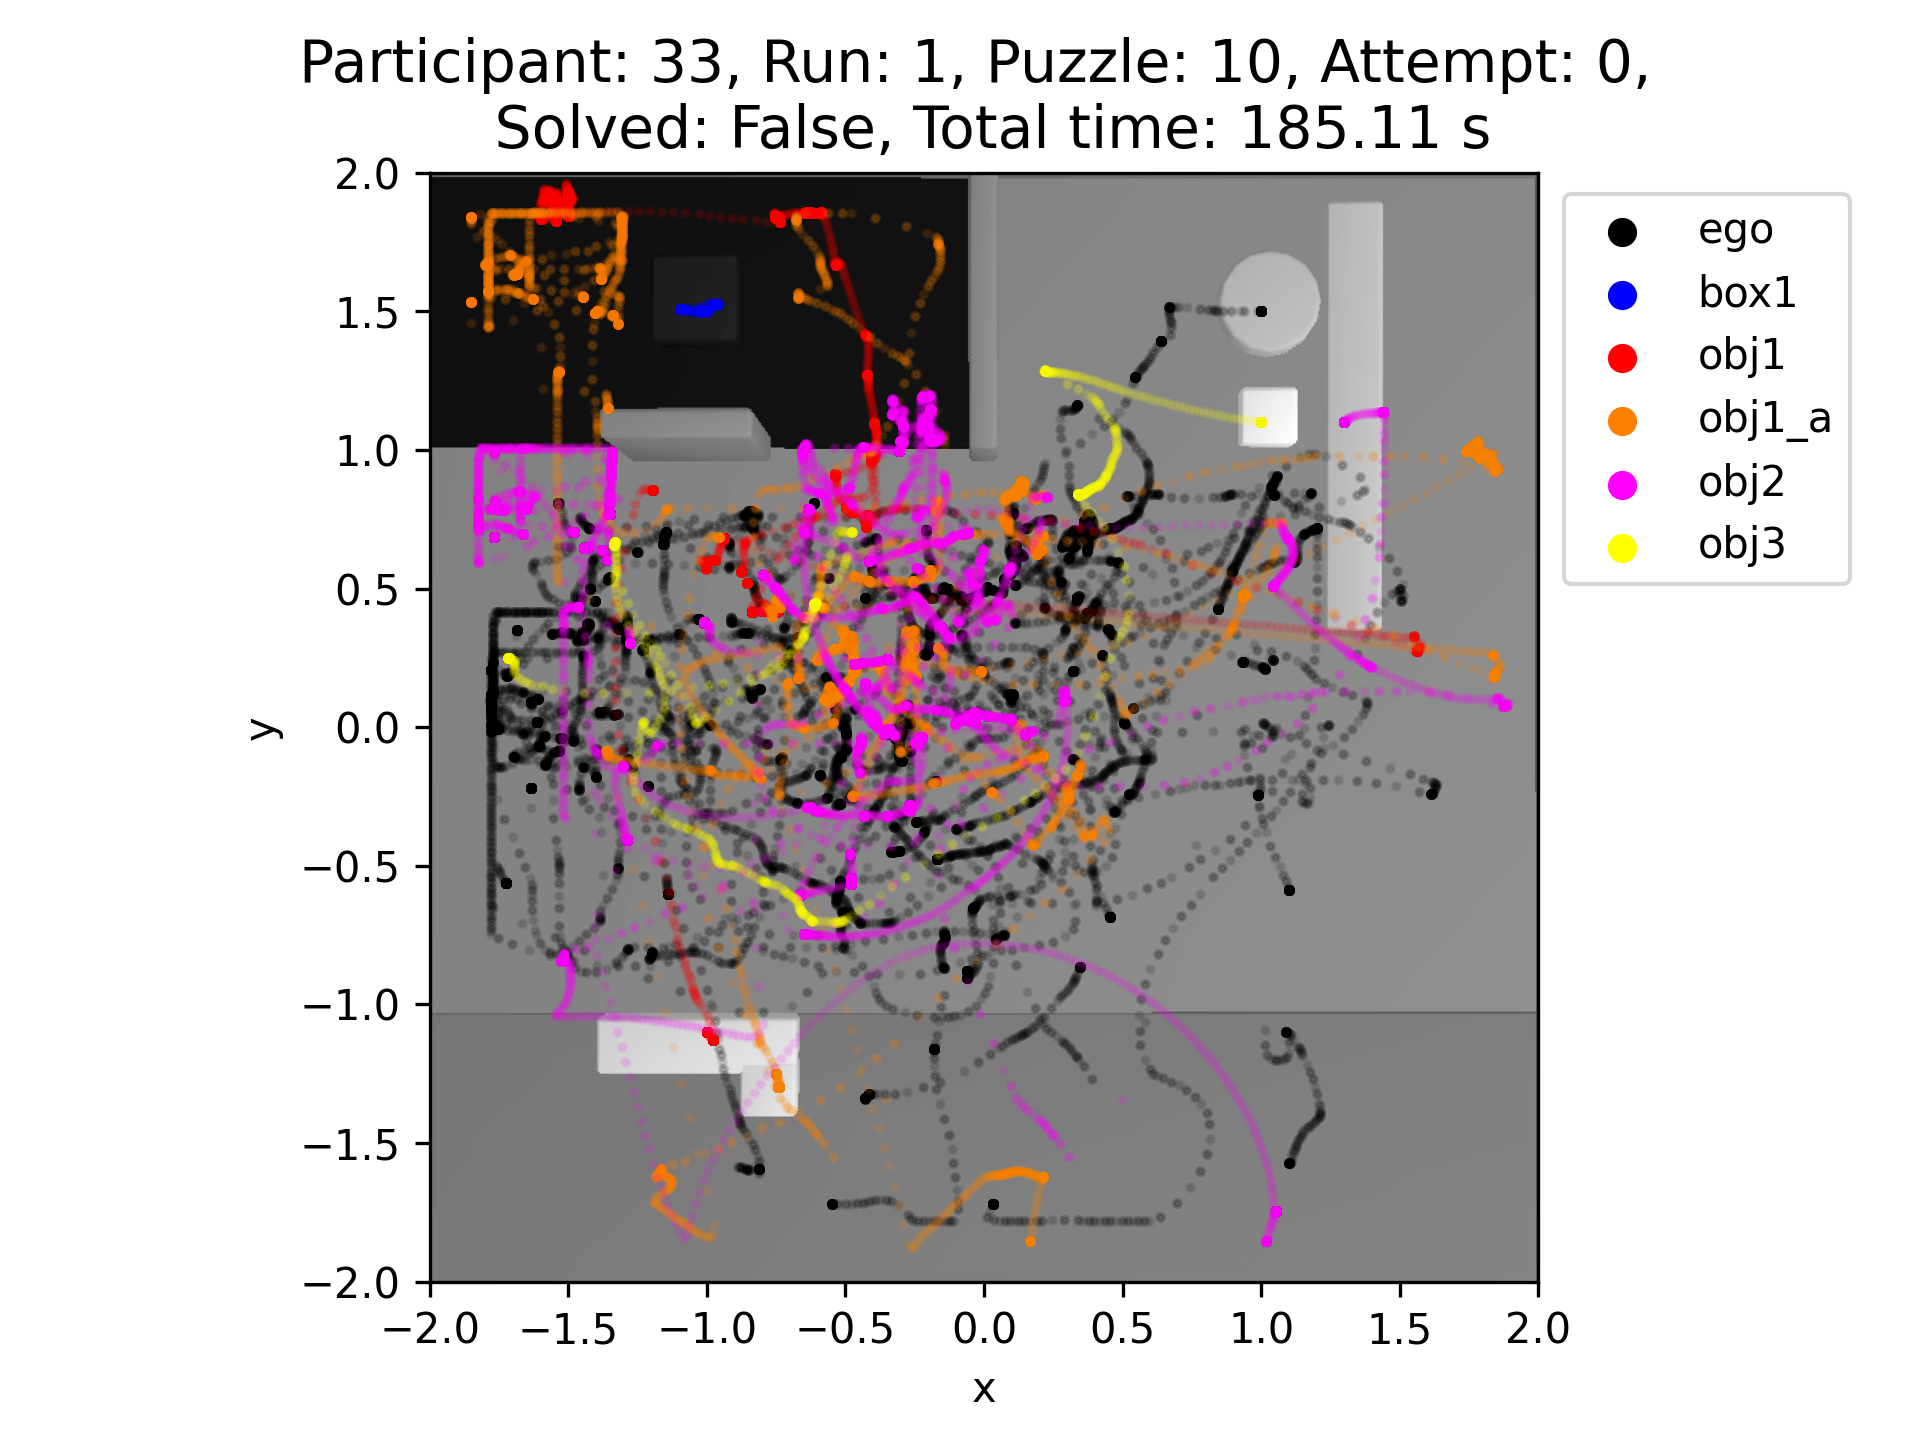 Participant: 33, Run: 1, Puzzle: 10, Attempt: 0,
Solved: False, Total time: 185.11 s
2.0
1.5
1.0
0.5
0.0
−0.5
−1.0
−1.5
−2.0
y
−2.0 −1.5 −1.0 −0.5 0.0 0.5 1.0 1.5 2.0
x
ego
box1
obj1
obj1_a
obj2
obj3